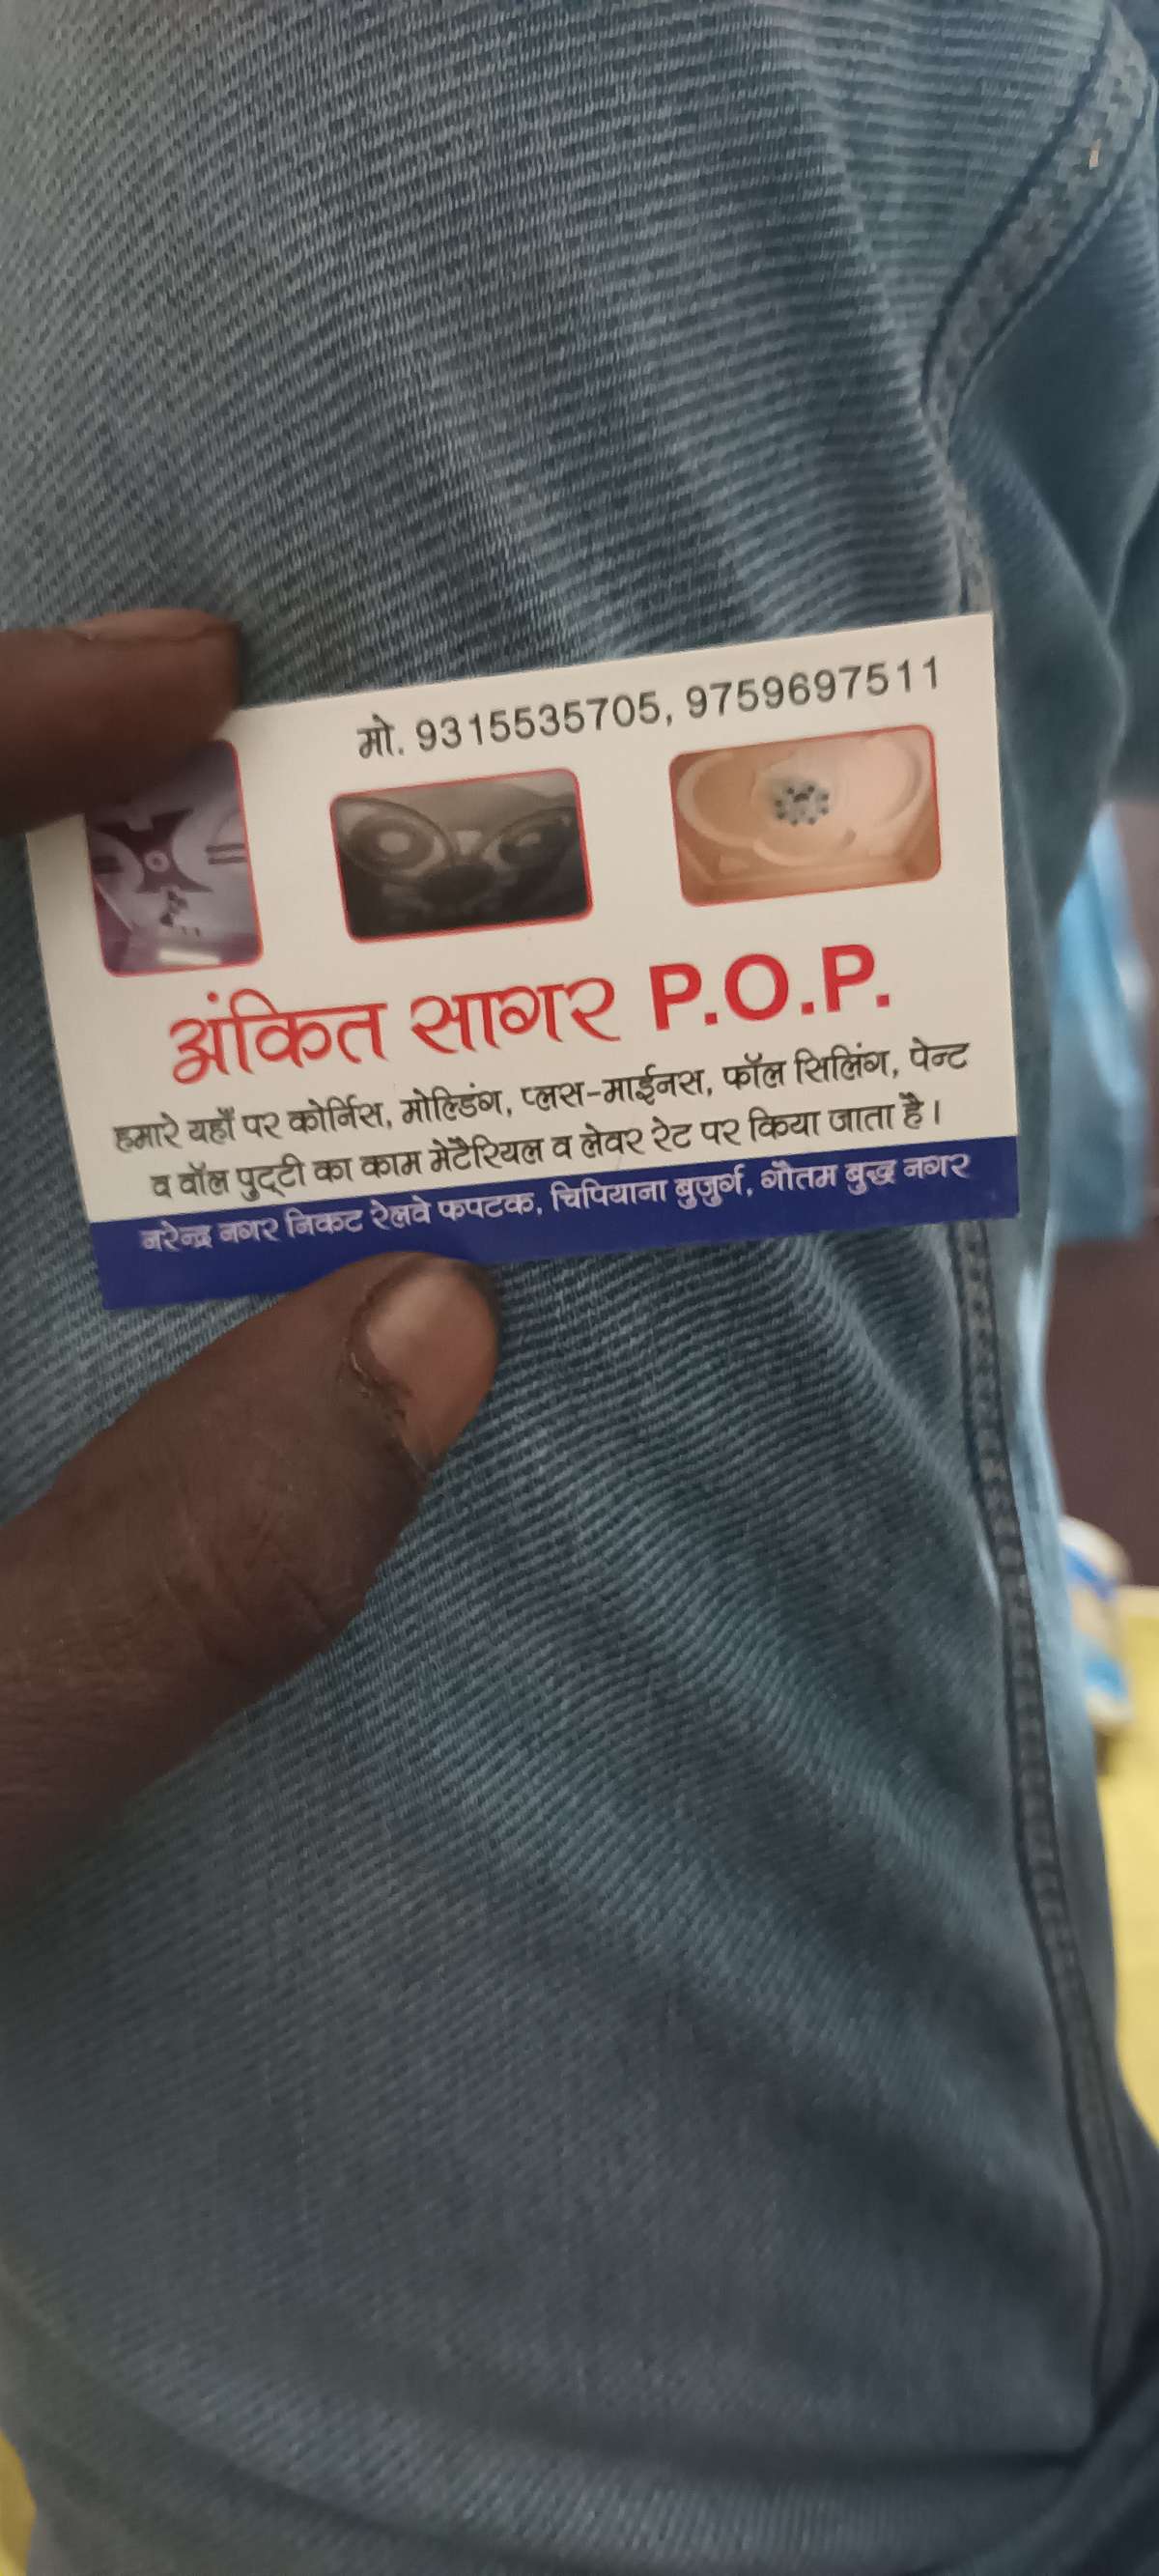 मो. 9315535705, 9759697511
अंकित सागर P.O.P.
हमारे यहाँ पर कोर्निस, मोल्डिंग, प्लस-माईनस, फॉल सिलिंग, पेन्ट
व वॉल पुट्टी का काम मेटैरियल व लेवर रेट पर किया जाता है।
नरेन्द्र नगर निकट रेलवे फपटक, चिपियाना बुजुर्ग, गौतम बुद्ध नगर